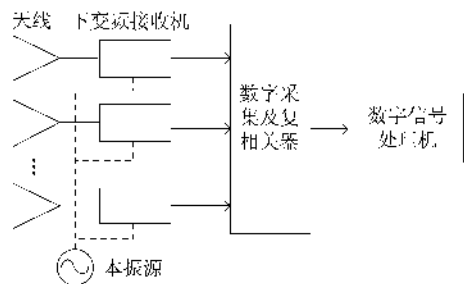 天线
下变频接收机
数字采
集及复
相关器
数字信号
处理机
本振源